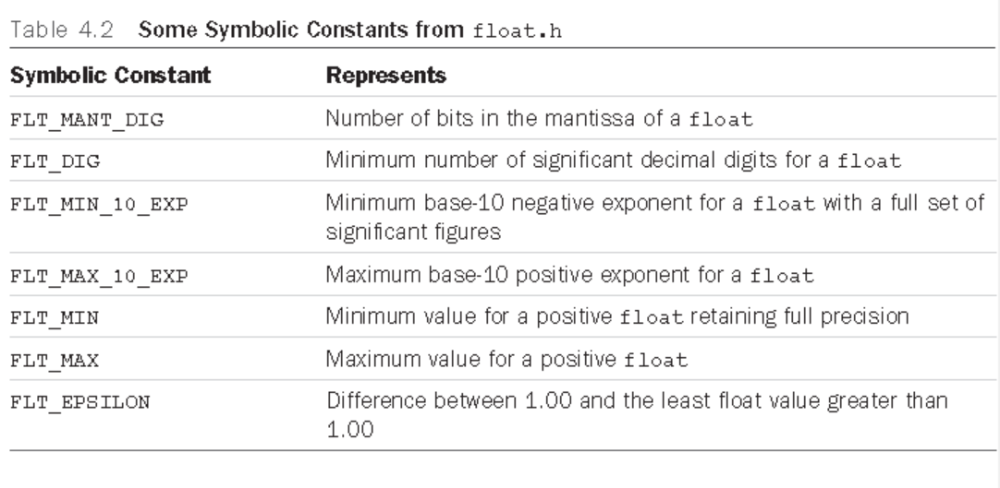 Table 4.2 Some Symbolic Constants from float.h
Symbolic Constant Represents
FLT_MANT_DIG Number of bits in the mantissa of a float
FLT_DIG Minimum number of significant decimal digits for a float
FLT_MIN_10_EXP Minimum base-10 negative exponent for a float with a full set of
significant figures
FLT_MAX_10_EXP Maximum base-10 positive exponent for a float
FLT_MIN Minimum value for a positive float retaining full precision
FLT_MAX Maximum value for a positive float
FLT_EPSILON Difference between 1.00 and the least float value greater than
1.00